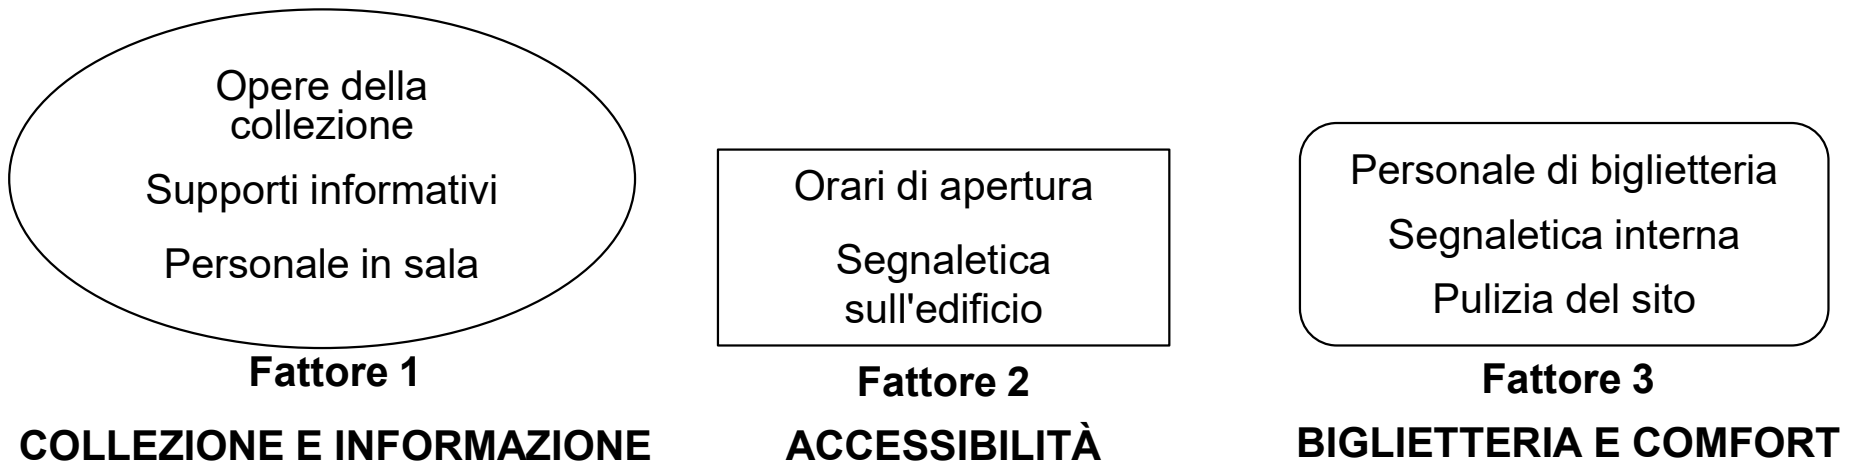 Opere della
collezione
Supporti informativi
Personale in sala
Fattore 1
COLLEZIONE E INFORMAZIONE
Orari di apertura
Segnaletica
sull'edificio
Fattore 2
ACCESSIBILITÀ
Personale di biglietteria
Segnaletica interna
Pulizia del sito
Fattore 3
BIGLIETTERIA E COMFORT